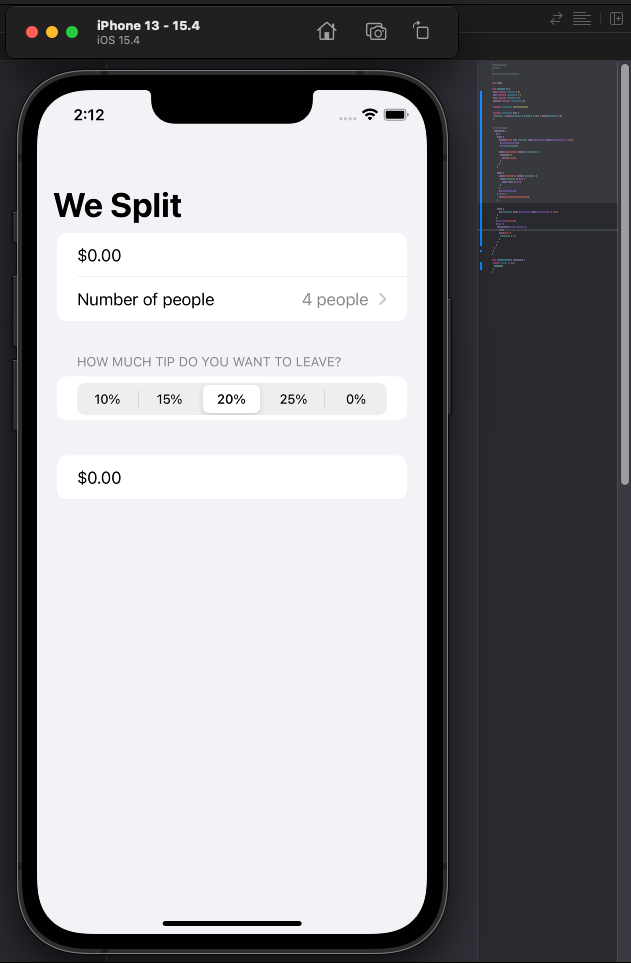 iPhone 13 - 15.4
iOS 15.4
2:12
We Split
$0.00
Number of people 4 people
HOW MUCH TIP DO YOU WANT TO LEAVE?
10% 15% 20% 25% 0%
$0.00